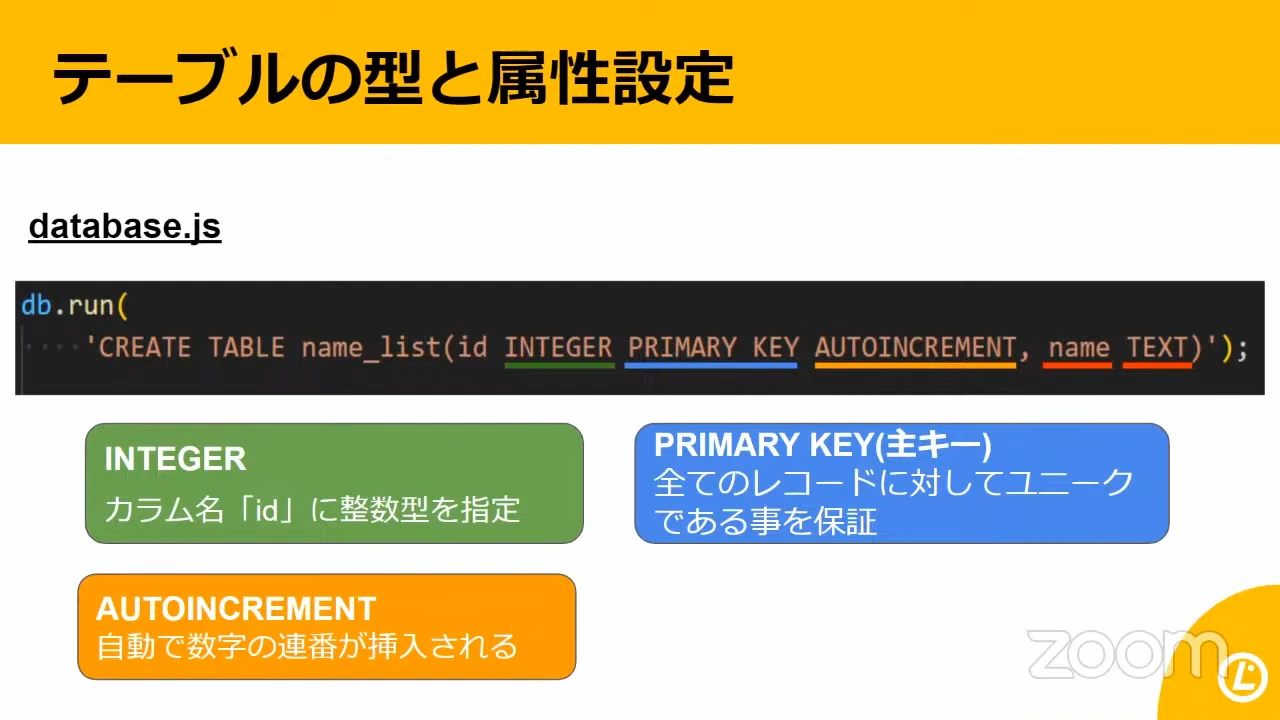 テーブルの型と属性設定
database.js
db.run(
'CREATE TABLE name_list(id INTEGER PRIMARY KEY AUTOINCREMENT, name TEXT)');
INTEGER
カラム名「id」に整数型を指定
PRIMARY KEY(主キー)
全てのレコードに対してユニーク
である事を保証
AUTOINCREMENT
自動で数字の連番が挿入される
zoom
L